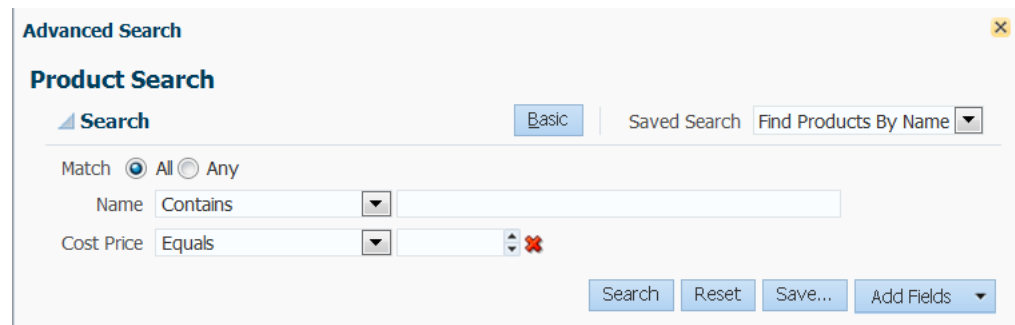 Advanced Search
Product Search
Search Basic Saved Search Find Products By Name
Match All Any
Name Contains
Cost Price Equals
Search Reset Save... Add Fields